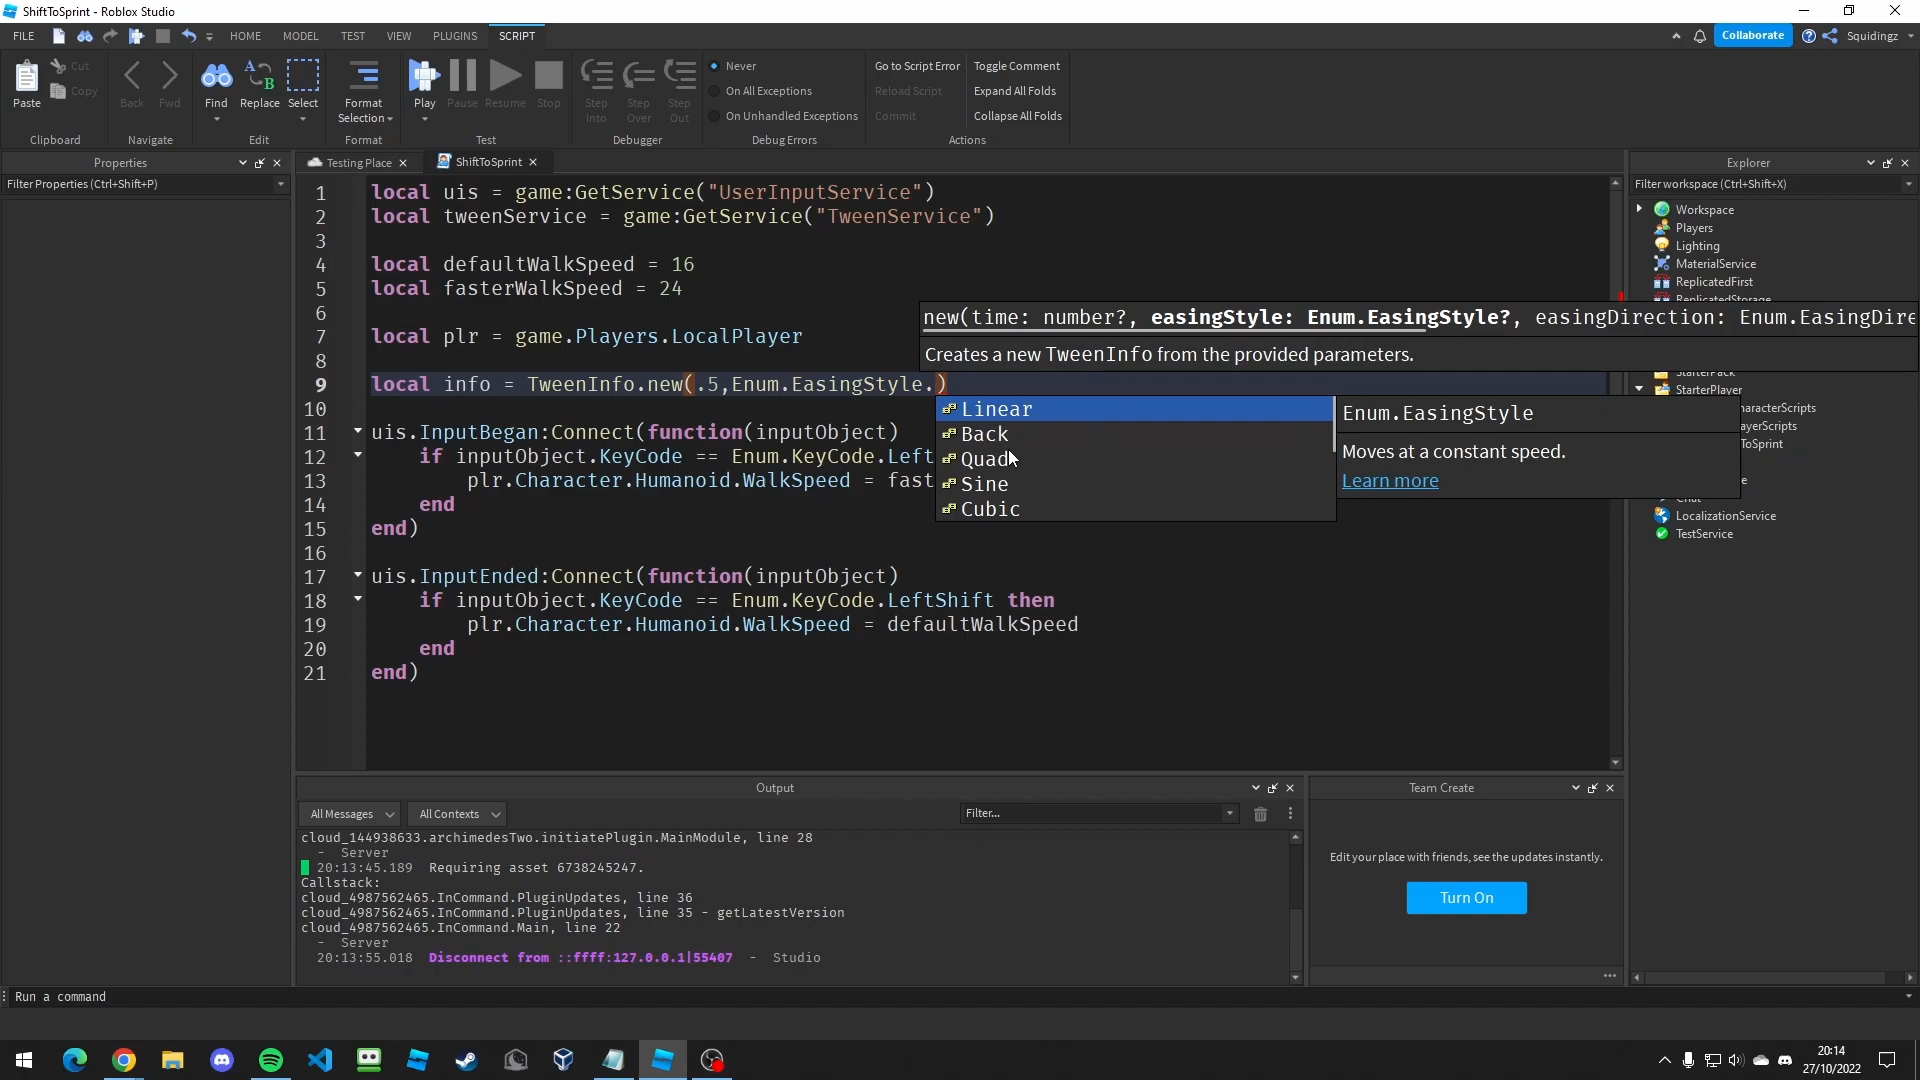 ShiftToSprint - Roblox Studio
FILE HOME MODEL TEST VIEW PLUGINS SCRIPT Collaborate Squidingz
Paste Cut Copy
Clipboard
Back Fwd
Navigate
Find Replace Select
Edit
Format Selection
Format
Play Pause Resume Stop
Test
Step Into Step Over Step Out
Debugger
Never
On All Exceptions
On Unhandled Exceptions
Debug Errors
Go to Script Error Toggle Comment
Reload Script Expand All Folds
Commit Collapse All Folds
Actions
Properties
Filter Properties (Ctrl+Shift+P)
Testing Place ShiftToSprint
1 local uis = game:GetService("UserInputService")
2 local tweenService = game:GetService("TweenService")
3
4 local defaultWalkSpeed = 16
5 local fasterWalkSpeed = 24
6
7 local plr = game.Players.LocalPlayer
8
9 local info = TweenInfo.new(.5,Enum.EasingStyle.)
10
11 uis.InputBegan:Connect(function(inputObject)
12 if inputObject.KeyCode == Enum.KeyCode.Left
13 plr.Character.Humanoid.WalkSpeed = fast
14 end
15 end)
16
17 uis.InputEnded:Connect(function(inputObject)
18 if inputObject.KeyCode == Enum.KeyCode.LeftShift then
19 plr.Character.Humanoid.WalkSpeed = defaultWalkSpeed
20 end
21 end)
new(time: number?, easingStyle: Enum.EasingStyle?, easingDirection: Enum.EasingDire
Creates a new TweenInfo from the provided parameters.
Linear
Back
Quad
Sine
Cubic
Enum.EasingStyle
Moves at a constant speed.
Learn more
Explorer
Filter workspace (Ctrl+Shift+X)
Workspace
Players
Lighting
MaterialService
ReplicatedFirst
ReplicatedStorage
StarterPack
StarterPlayer
haracterScripts
ayerScripts
ToSprint
e
Chat
LocalizationService
TestService
Output
All Messages All Contexts Filter...
cloud_144938633.archimedesTwo.initiatePlugin.MainModule, line 28
- Server
20:13:45.189 Requiring asset 6738245247.
Callstack:
cloud_4987562465.InCommand.PluginUpdates, line 36
cloud_4987562465.InCommand.PluginUpdates, line 35 - getLatestVersion
cloud_4987562465.InCommand.Main, line 22
- Server
20:13:55.018 Disconnect from ::ffff:127.0.0.1|55407 - Studio
Team Create
Edit your place with friends, see the updates instantly.
Turn On
Run a command
20:14
27/10/2022